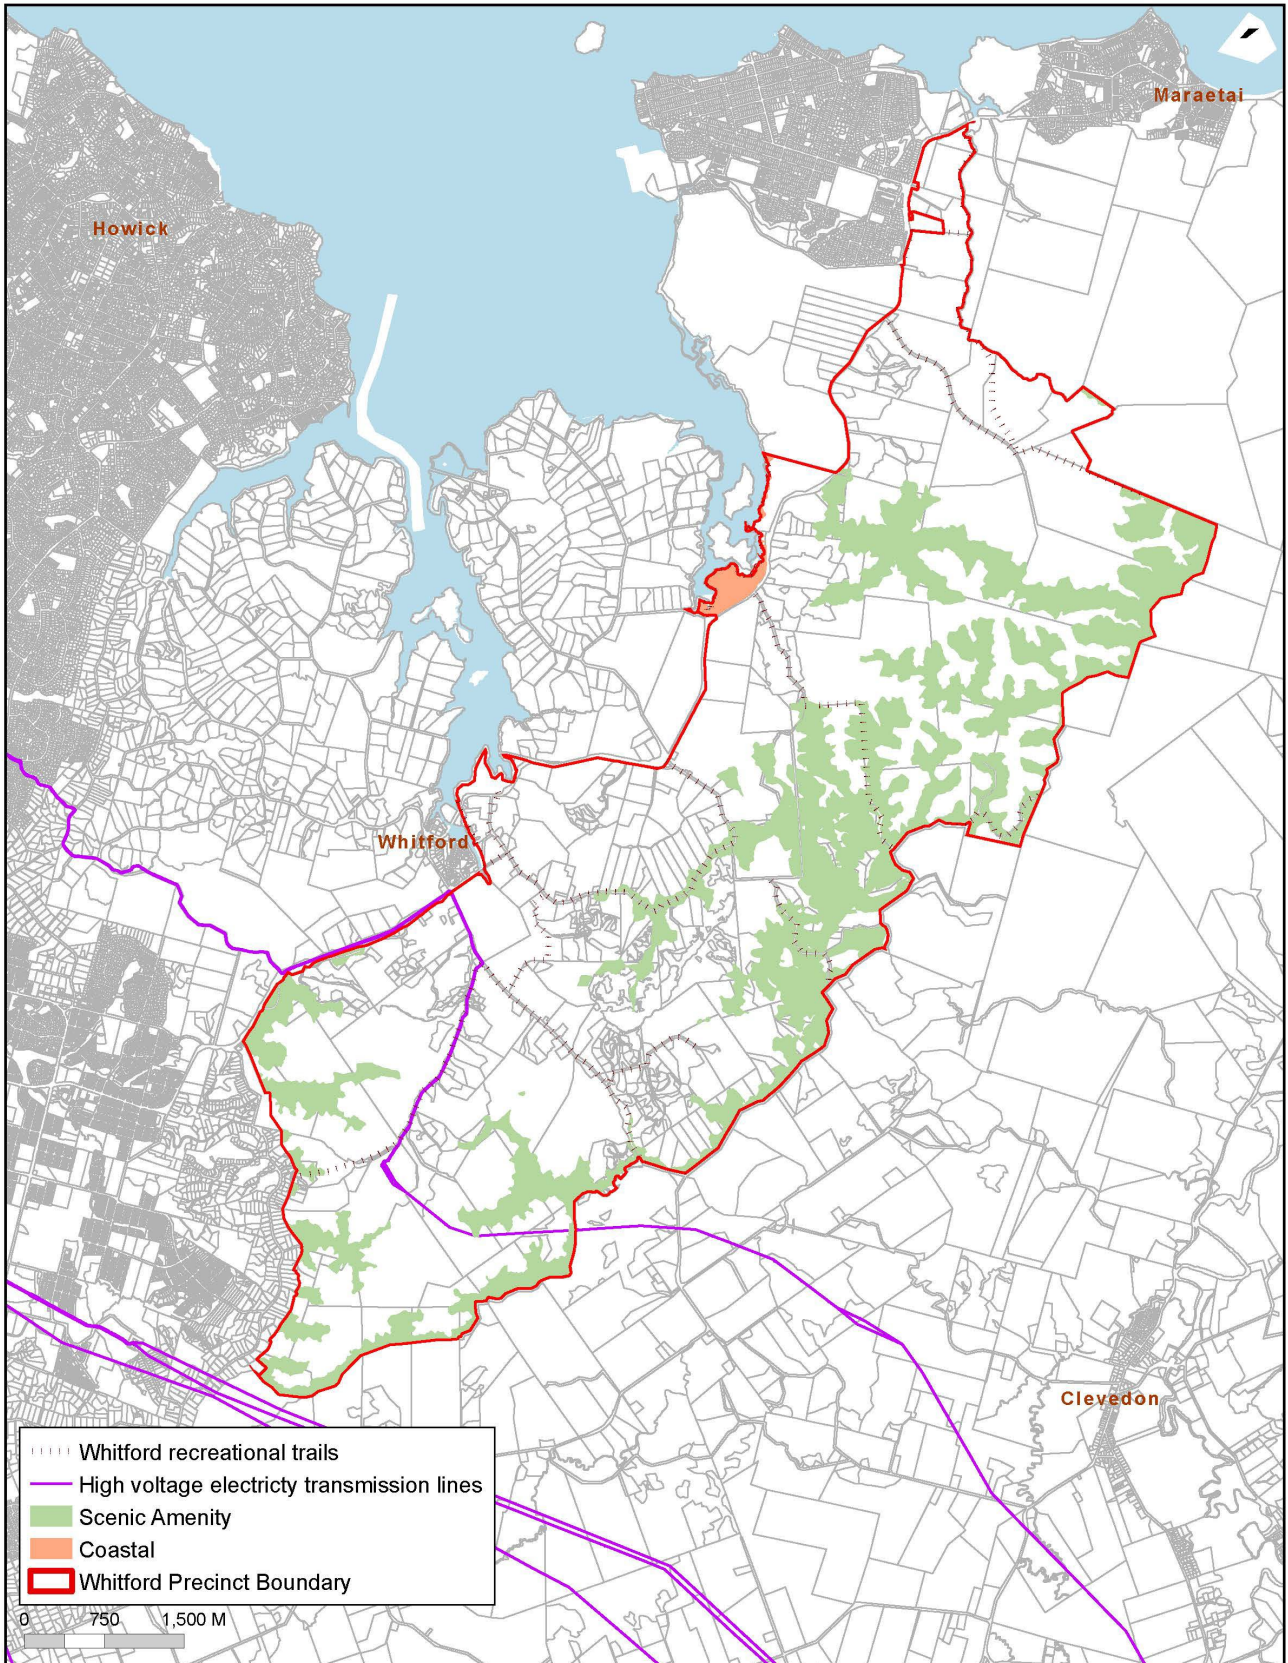 Maraetai
Howick
Whitford
Clevedon
Whitford recreational trails
High voltage electricty transmission lines
Scenic Amenity
Coastal
Whitford Precinct Boundary
0 750 1,500 M